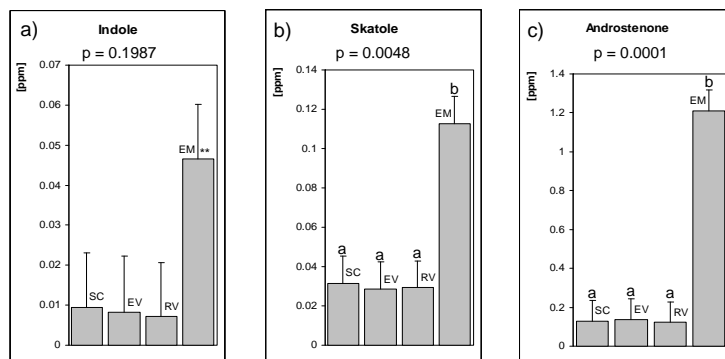 a)
Indole
p = 0.1987
[ppm]
0.07
0.06
0.05
0.04
0.03
0.02
0.01
0
SC
EV
RV
EM
**
b)
Skatole
p = 0.0048
[ppm]
0.14
0.12
0.1
0.08
0.06
0.04
0.02
0
a
SC
a
EV
a
RV
b
EM
c)
Androstenone
p = 0.0001
[ppm]
1.4
1.2
1
0.8
0.6
0.4
0.2
0
a
SC
a
EV
a
RV
b
EM